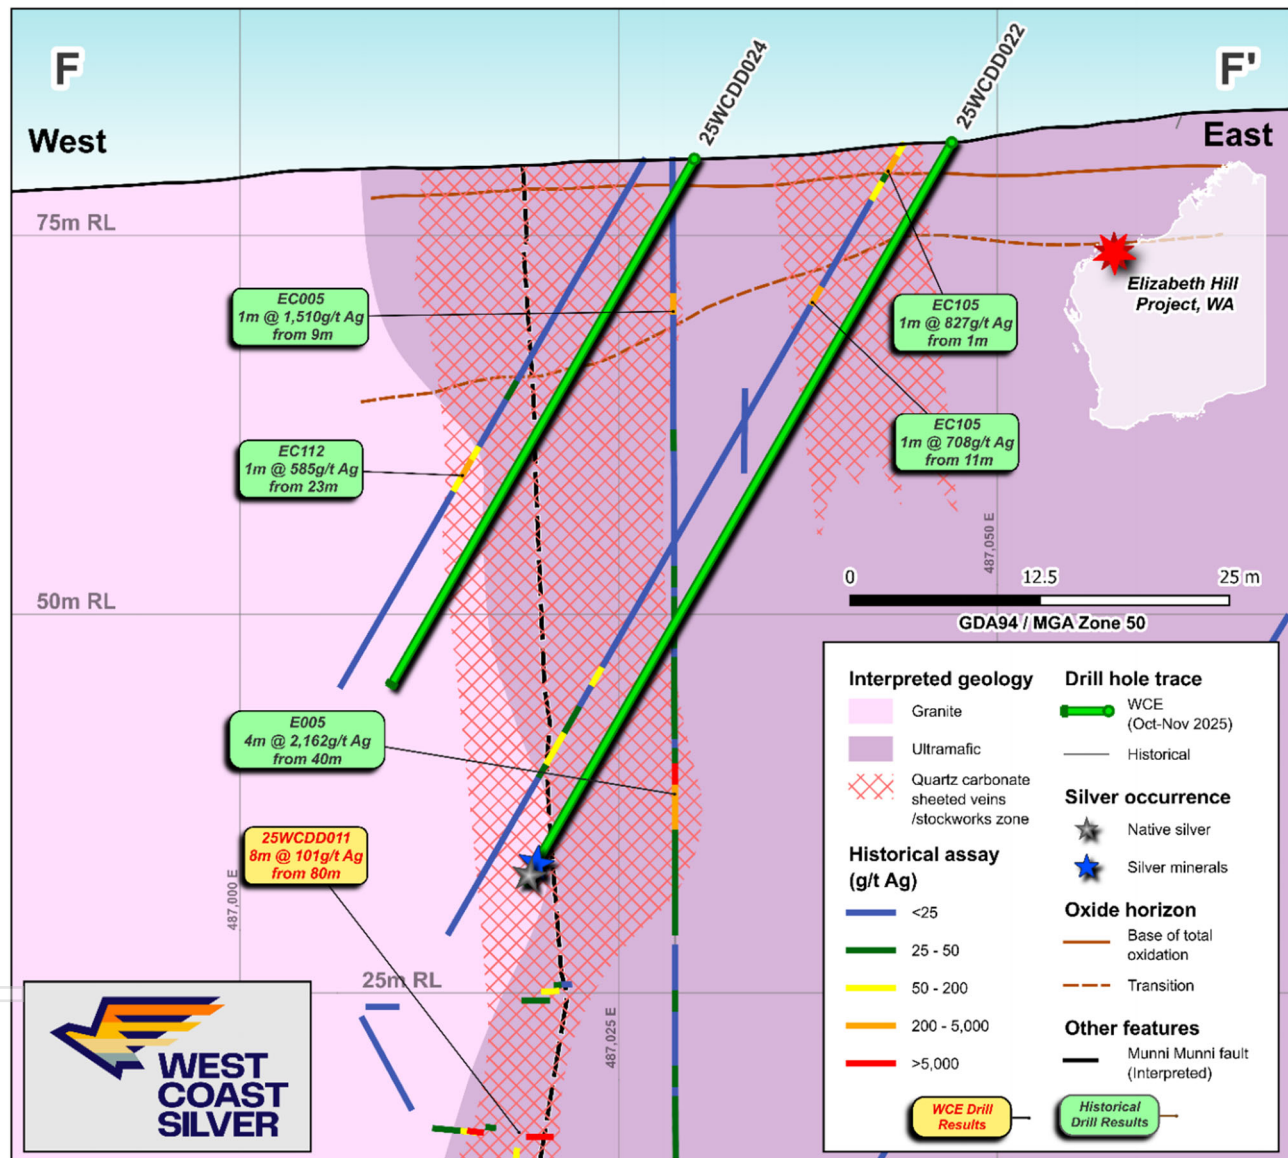 F
F'
West
East
25WCDD024
25WCDD022
75m RL
50m RL
25m RL
EC005
1m @ 1,510g/t Ag
from 9m
EC112
1m @ 585g/t Ag
from 23m
E005
4m @ 2,162g/t Ag
from 40m
25WCDD011
8m @ 101g/t Ag
from 80m
EC105
1m @ 827g/t Ag
from 1m
EC105
1m @ 708g/t Ag
from 11m
Elizabeth Hill
Project, WA
487,000 E
487,025 E
487,050 E
0 12.5 25 m
GDA94 / MGA Zone 50
Interpreted geology
Granite
Ultramafic
Quartz carbonate
sheeted veins
/stockworks zone
Historical assay
(g/t Ag)
<25
25 - 50
50 - 200
200 - 5,000
>5,000
Drill hole trace
WCE
(Oct-Nov 2025)
Historical
Silver occurrence
Native silver
Silver minerals
Oxide horizon
Base of total
oxidation
Transition
Other features
Munni Munni fault
(Interpreted)
WCE Drill
Results
Historical
Drill Results
WEST
COAST
SILVER